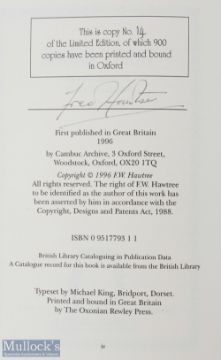 This is copy No. 14
of the Limited Edition, of which 900
copies have been printed and bound
in Oxford
Fred Hawtree
First published in Great Britain
1996
by Cambuc Archive, 3 Oxford Street,
Woodstock, Oxford, OX20 1TQ
Copyright © 1996 F.W. Hawtree
All rights reserved. The right of F.W. Hawtree
to be identified as the author of this work has
been asserted by him in accordance with the
Copyright, Designs and Patents Act, 1988.
ISBN 0 9517793 1 1
British Library Cataloguing in Publication Data
A Catalogue record for this book is available from the British Library
Typeset by Michael King, Bridport, Dorset.
Printed and bound in Great Britain
by The Oxonian Rewley Press.
Mullock's